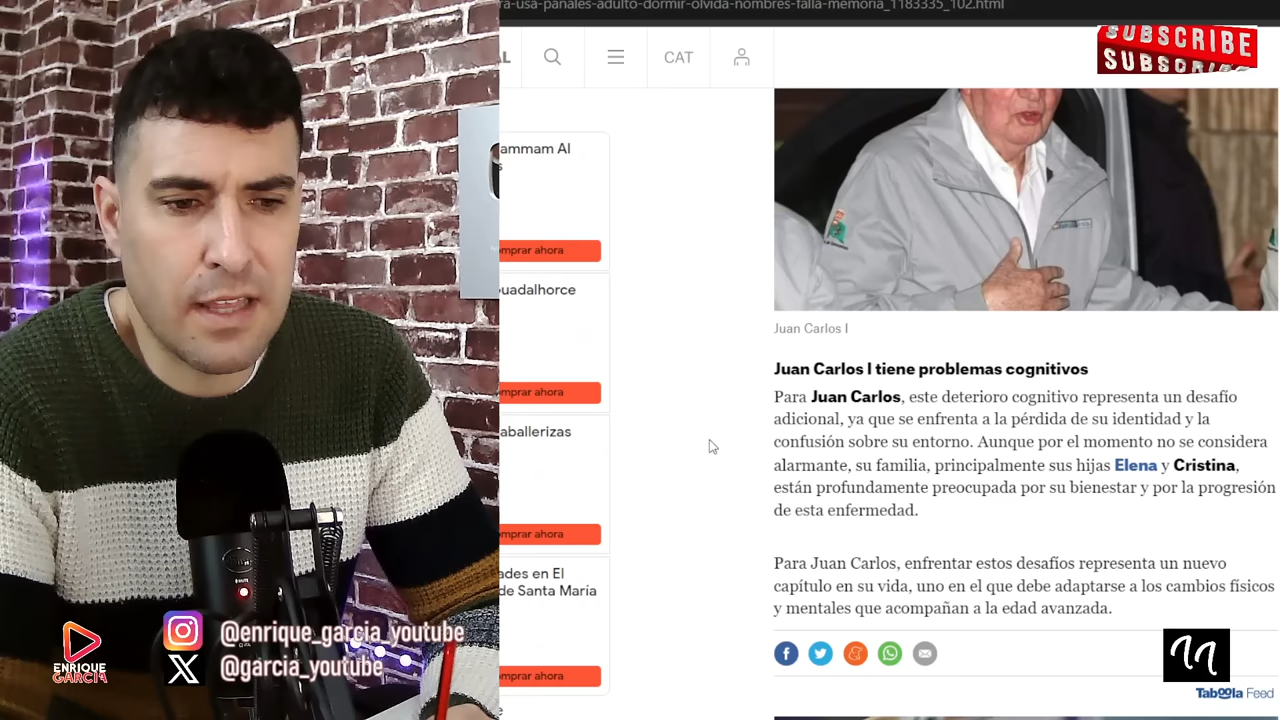 ra-usa-panales-adulto-dormir-olvida-nombres-falla-memoria_1183335_102.html
CAT
SUBSCRIBE
SUBSCRIBE
ammam Al
s
mprar ahora
uadalhorce
omprar ahora
aballerizas
mprar ahora
ades en El
de Santa Maria
mprar ahora
Juan Carlos I
Juan Carlos I tiene problemas cognitivos
Para Juan Carlos, este deterioro cognitivo representa un desafío
adicional, ya que se enfrenta a la pérdida de su identidad y la
confusión sobre su entorno. Aunque por el momento no se considera
alarmante, su familia, principalmente sus hijas Elena y Cristina,
están profundamente preocupada por su bienestar y por la progresión
de esta enfermedad.
Para Juan Carlos, enfrentar estos desafíos representa un nuevo
capítulo en su vida, uno en el que debe adaptarse a los cambios físicos
y mentales que acompañan a la edad avanzada.
Taboola Feed
MUTE
@enrique_garcia_youtube
@garcia_youtube
ENRIQUE
GARCIA